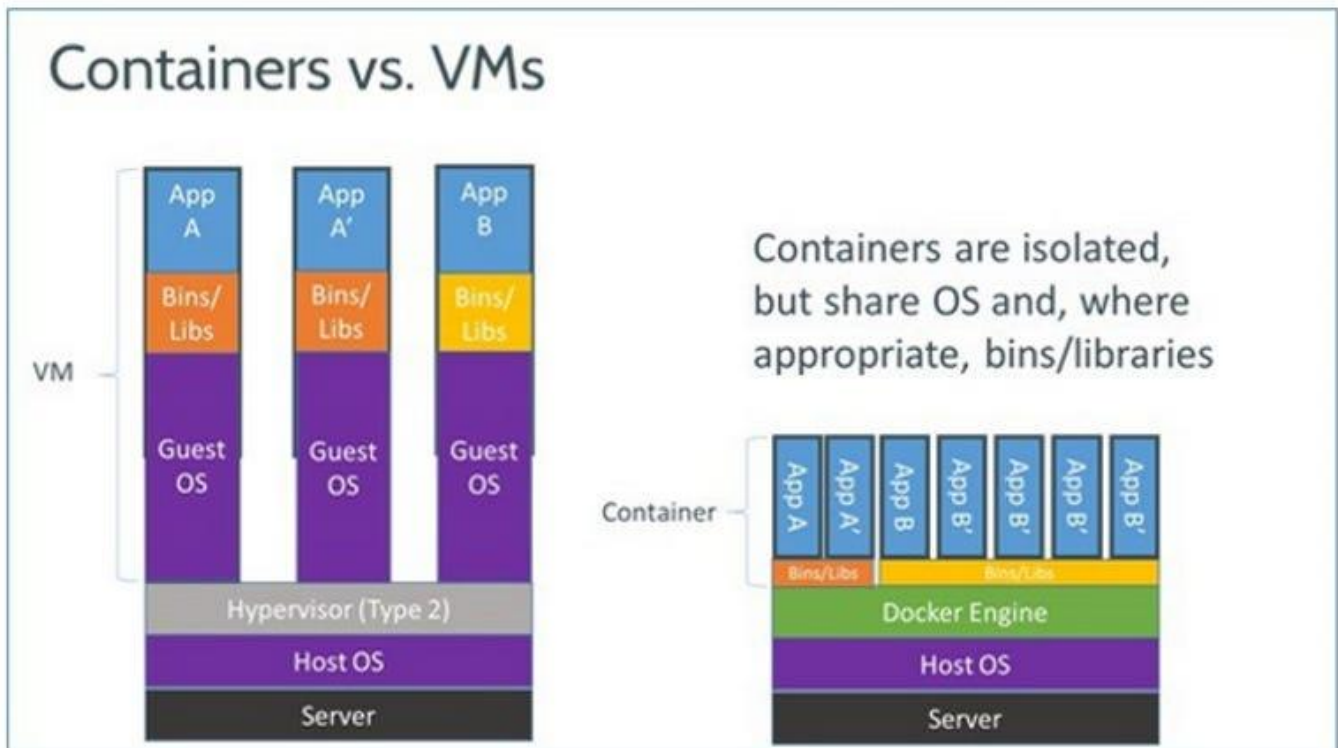 Containers vs. VMs
VM
App
A
App
A′
App
B
Bins/
Libs
Bins/
Libs
Bins/
Libs
Guest
OS
Guest
OS
Guest
OS
Hypervisor (Type 2)
Host OS
Server
Containers are isolated,
but share OS and, where
appropriate, bins/libraries
Container
App A
App A′
App B
App B′
App B′
App B′
App B′
Bins/Libs
Bins/Libs
Docker Engine
Host OS
Server